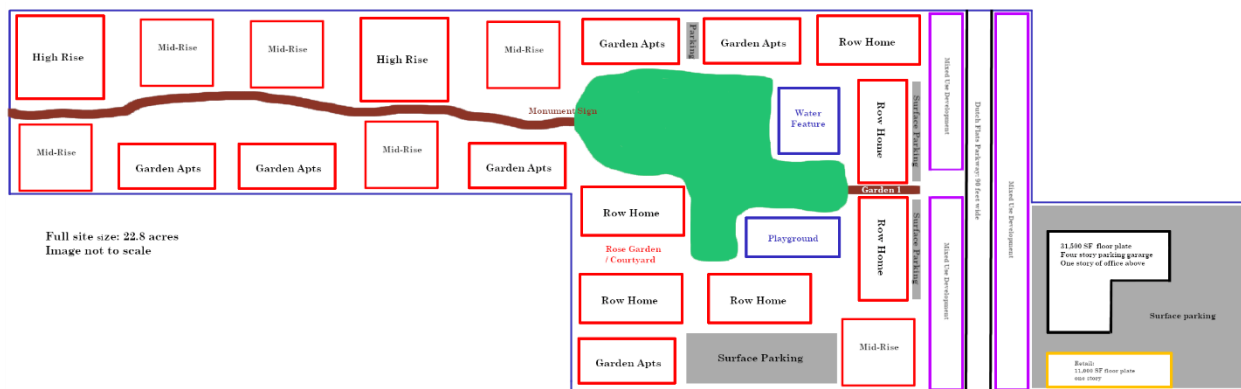 High Rise
Mid-Rise
Mid-Rise
High Rise
Mid-Rise
Garden Apts
Parking
Garden Apts
Row Home
Monument Sign
Water
Feature
Row Home
Surface Parking
Mixed Use Development
Dutch Flats Parkway: 90 feet wide
Mixed Use Development
Mid-Rise
Garden Apts
Garden Apts
Mid-Rise
Garden Apts
Garden 1
Row Home
Full site size: 22.8 acres
Image not to scale
Rose Garden
/ Courtyard
Playground
Row Home
Surface Parking
Mixed Use Development
31,500 SF floor plate
Four story parking gararge
One story of office above
Row Home
Row Home
Surface parking
Garden Apts
Surface Parking
Mid-Rise
Retail:
11,000 SF floor plate
one story